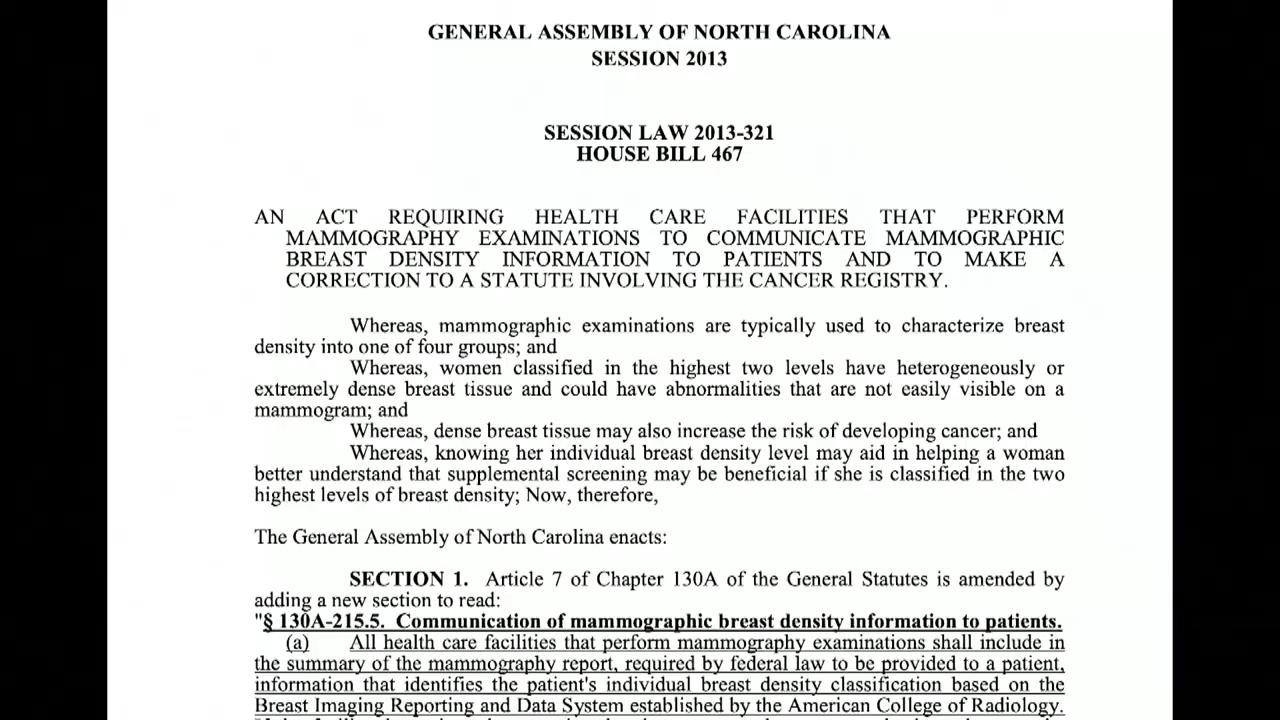 GENERAL ASSEMBLY OF NORTH CAROLINA
SESSION 2013
SESSION LAW 2013-321
HOUSE BILL 467
AN ACT REQUIRING HEALTH CARE FACILITIES THAT PERFORM
MAMMOGRAPHY EXAMINATIONS TO COMMUNICATE MAMMOGRAPHIC
BREAST DENSITY INFORMATION TO PATIENTS AND TO MAKE A
CORRECTION TO A STATUTE INVOLVING THE CANCER REGISTRY.
Whereas, mammographic examinations are typically used to characterize breast
density into one of four groups; and
Whereas, women classified in the highest two levels have heterogeneously or
extremely dense breast tissue and could have abnormalities that are not easily visible on a
mammogram; and
Whereas, dense breast tissue may also increase the risk of developing cancer; and
Whereas, knowing her individual breast density level may aid in helping a woman
better understand that supplemental screening may be beneficial if she is classified in the two
highest levels of breast density; Now, therefore,
The General Assembly of North Carolina enacts:
SECTION 1. Article 7 of Chapter 130A of the General Statutes is amended by
adding a new section to read:
"§ 130A-215.5. Communication of mammographic breast density information to patients.
(a) All health care facilities that perform mammography examinations shall include in
the summary of the mammography report, required by federal law to be provided to a patient,
information that identifies the patient's individual breast density classification based on the
Breast Imaging Reporting and Data System established by the American College of Radiology.